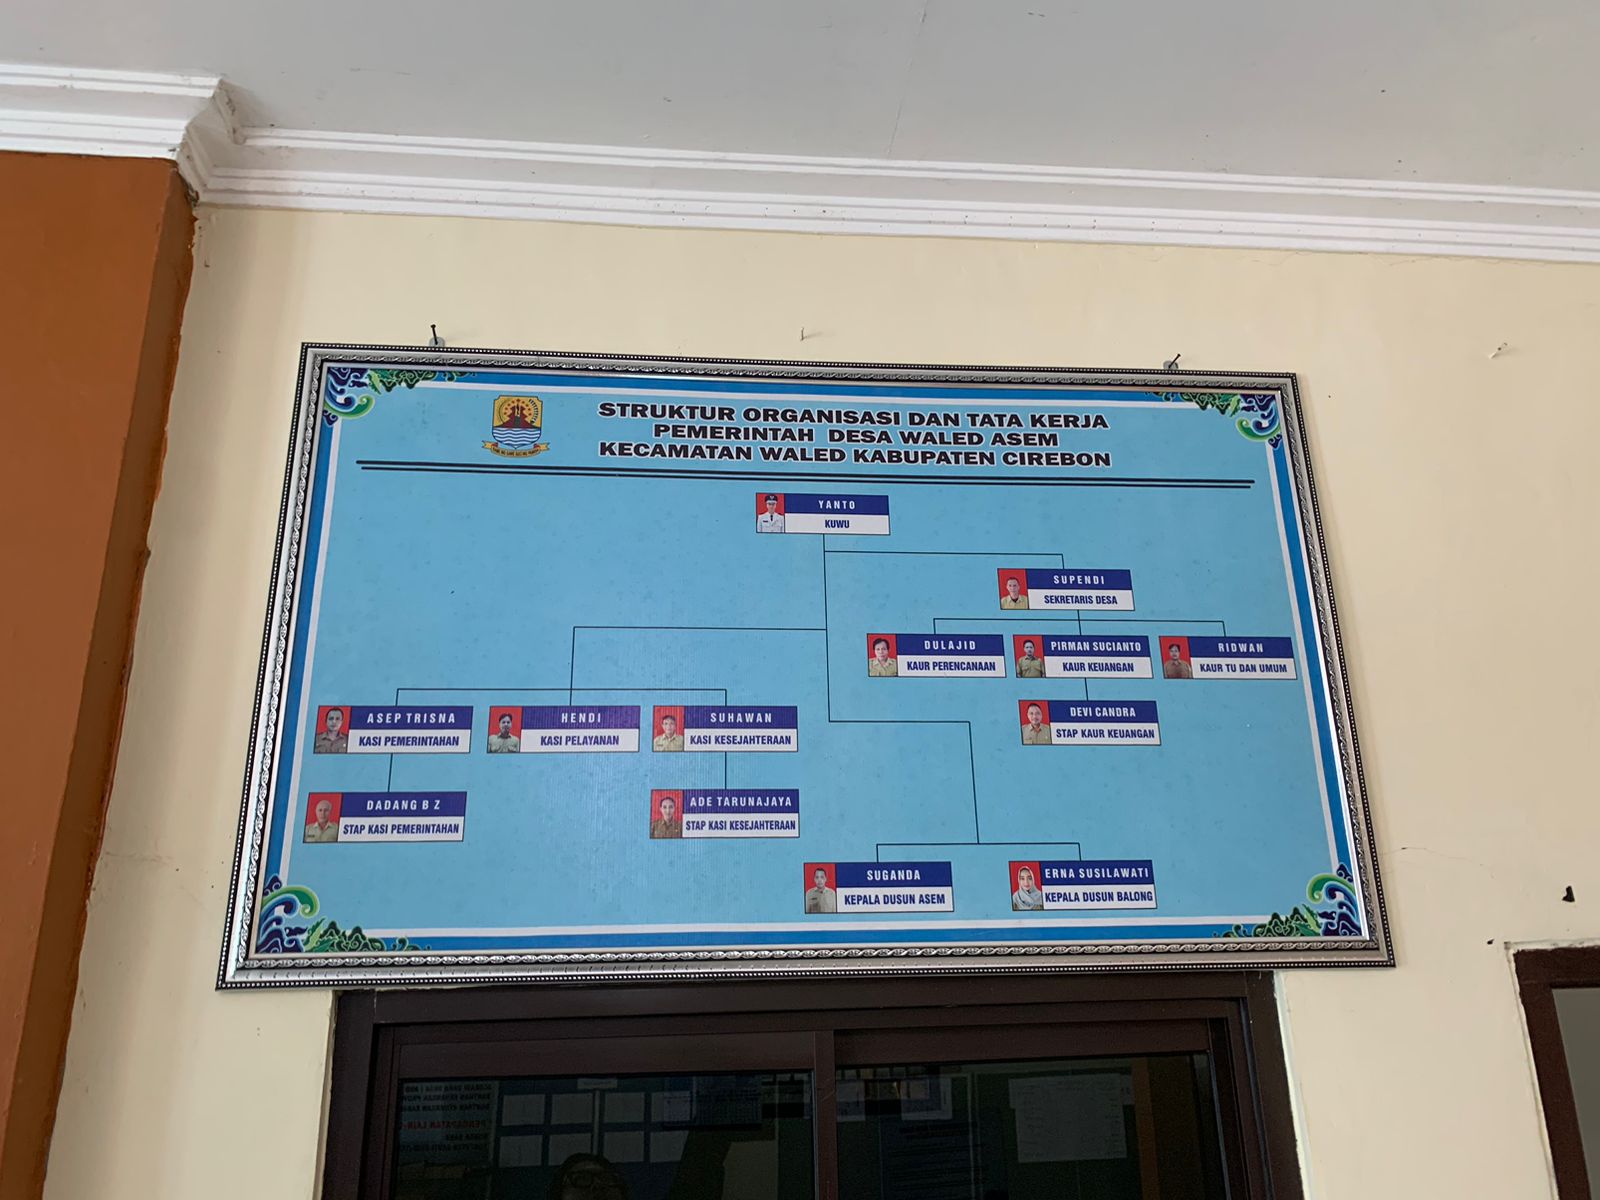 STRUKTUR ORGANISASI DAN TATA KERJA
PEMERINTAH DESA WALED ASEM
KECAMATAN WALED KABUPATEN CIREBON
YANTO
KUWU
SUPENDI
SEKRETARIS DESA
DULAJID
KAUR PERENCANAAN
PIRMAN SUCIANTO
KAUR KEUANGAN
RIDWAN
KAUR TU DAN UMUM
DEVI CANDRA
STAP KAUR KEUANGAN
ASEP TRISNA
KASI PEMERINTAHAN
HENDI
KASI PELAYANAN
SUHAWAN
KASI KESEJAHTERAAN
DADANG B Z
STAP KASI PEMERINTAHAN
ADE TARUNAJAYA
STAP KASI KESEJAHTERAAN
SUGANDA
KEPALA DUSUN ASEM
ERNA SUSILAWATI
KEPALA DUSUN BALONG